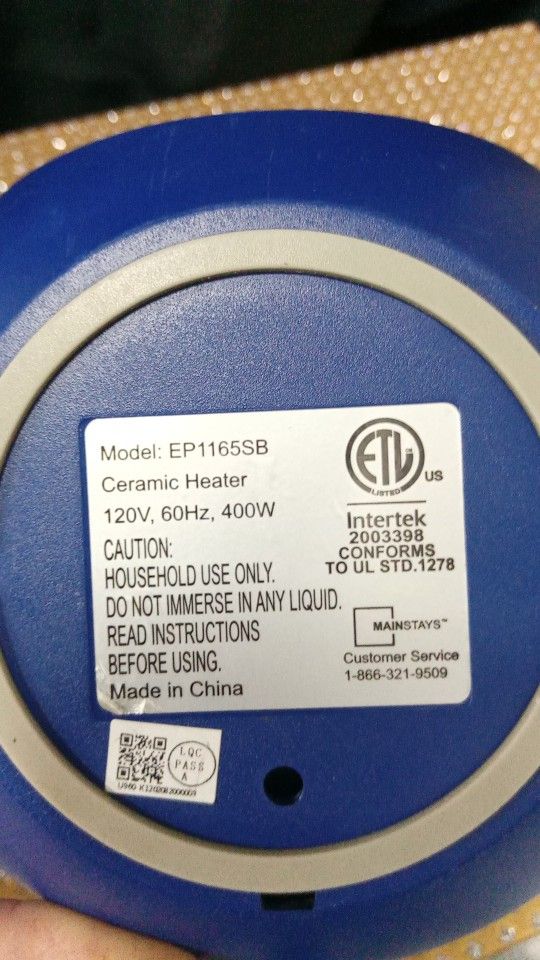 Model: EP1165SB
Ceramic Heater
120V, 60Hz, 400W
CAUTION:
HOUSEHOLD USE ONLY.
DO NOT IMMERSE IN ANY LIQUID.
READ INSTRUCTIONS
BEFORE USING.
Made in China
ETL
LISTED
US
Intertek
2003398
CONFORMS
TO UL STD.1278
MAINSTAYS™
Customer Service
1-866-321-9509
LQC
PASS
A